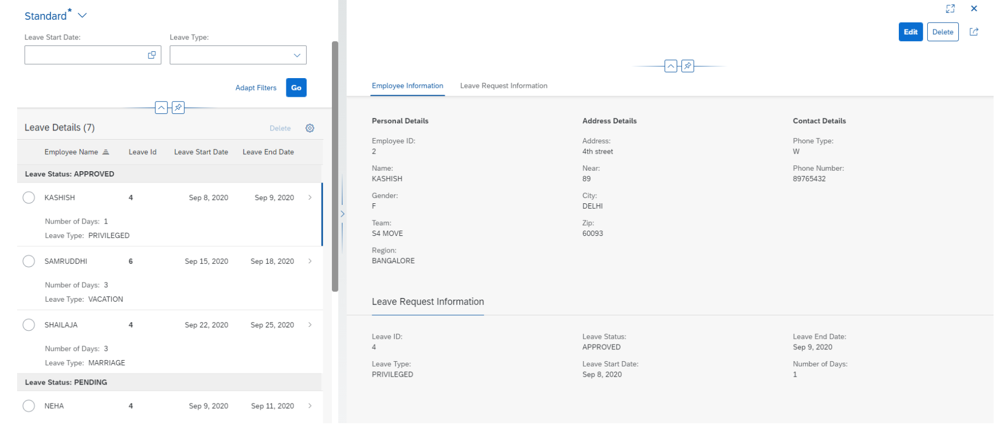 Standard*
Leave Start Date:
Leave Type:
Adapt Filters
Go
Leave Details (7)
Delete
Employee Name
Leave Id
Leave Start Date
Leave End Date
Leave Status: APPROVED
KASHISH 4 Sep 8, 2020 Sep 9, 2020
Number of Days: 1
Leave Type: PRIVILEGED
SAMRUDDHI 6 Sep 15, 2020 Sep 18, 2020
Number of Days: 3
Leave Type: VACATION
SHAILAJA 4 Sep 22, 2020 Sep 25, 2020
Number of Days: 3
Leave Type: MARRIAGE
Leave Status: PENDING
NEHA 4 Sep 9, 2020 Sep 11, 2020
Edit
Delete
Employee Information
Leave Request Information
Personal Details
Employee ID:
2
Name:
KASHISH
Gender:
F
Team:
S4 MOVE
Region:
BANGALORE
Address Details
Address:
4th street
Near:
89
City:
DELHI
Zip:
60093
Contact Details
Phone Type:
W
Phone Number:
89765432
Leave Request Information
Leave ID:
4
Leave Type:
PRIVILEGED
Leave Status:
APPROVED
Leave Start Date:
Sep 8, 2020
Leave End Date:
Sep 9, 2020
Number of Days:
1